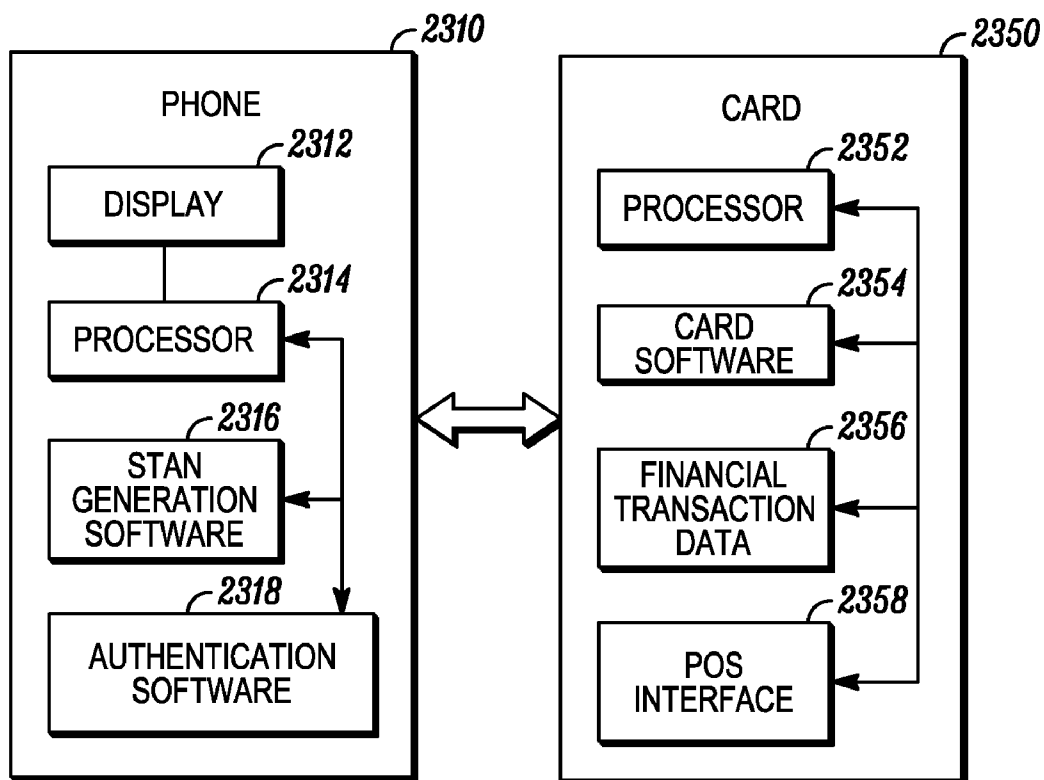 2310
PHONE
2312
DISPLAY
2314
PROCESSOR
2316
STAN
GENERATION
SOFTWARE
2318
AUTHENTICATION
SOFTWARE
2350
CARD
2352
PROCESSOR
2354
CARD
SOFTWARE
2356
FINANCIAL
TRANSACTION
DATA
2358
POS
INTERFACE